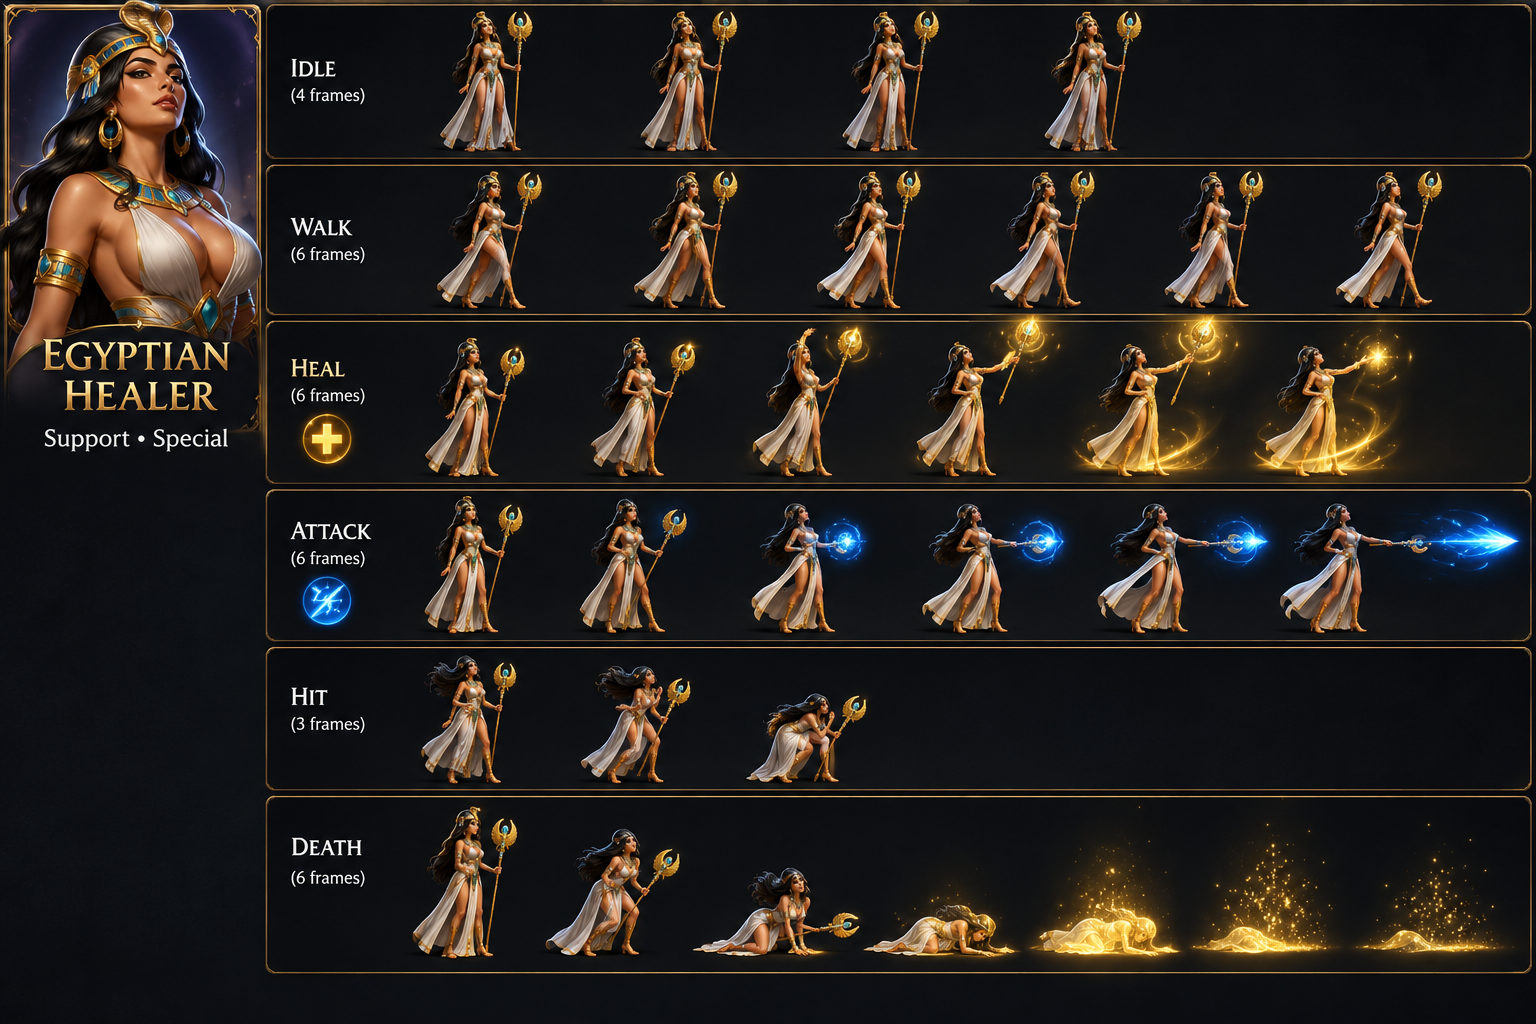 EGYPTIAN
HEALER
Support • Special
IDLE
(4 frames)
WALK
(6 frames)
HEAL
(6 frames)
ATTACK
(6 frames)
HIT
(3 frames)
DEATH
(6 frames)